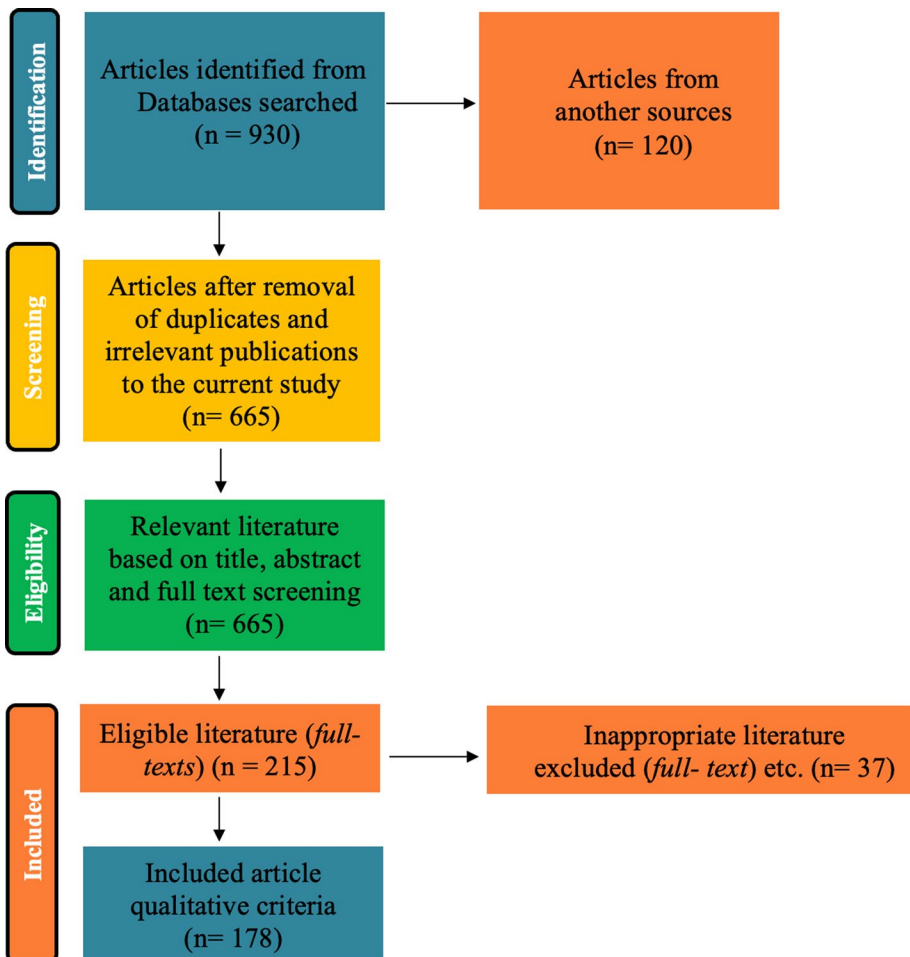 Identification
Articles identified from
Databases searched
(n = 930)
Articles from
another sources
(n= 120)
Screening
Articles after removal
of duplicates and
irrelevant publications
to the current study
(n= 665)
Eligibility
Relevant literature
based on title, abstract
and full text screening
(n= 665)
Included
Eligible literature (full-
texts) (n = 215)
Inappropriate literature
excluded (full- text) etc. (n= 37)
Included article
qualitative criteria
(n= 178)